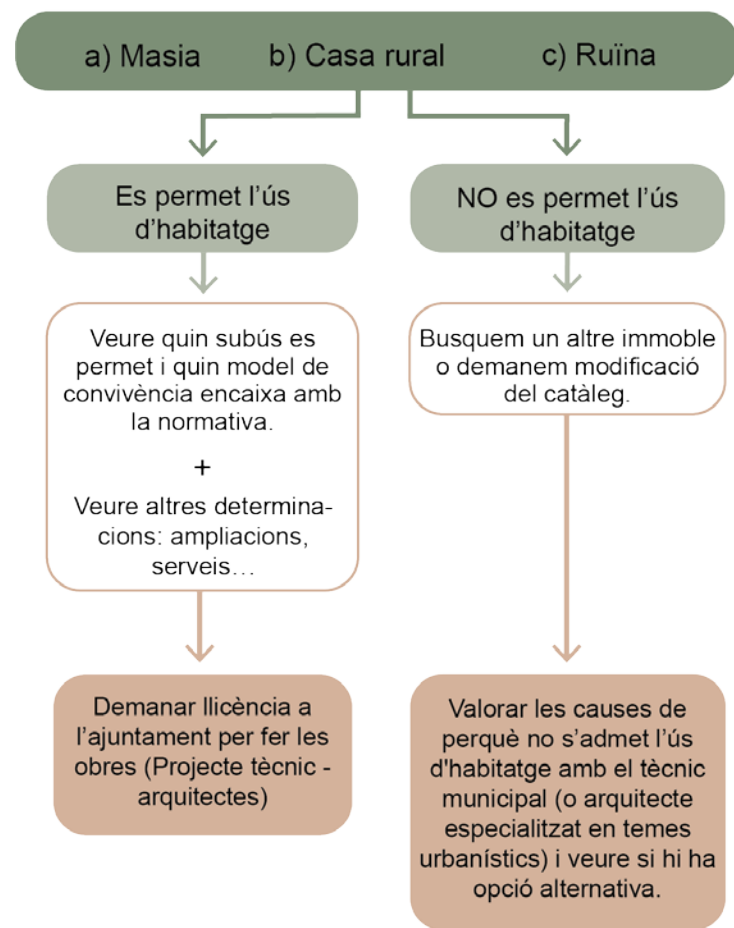 a) Masia b) Casa rural c) Ruïna
Es permet l’ús
d’habitatge
NO es permet l’ús
d’habitatge
Veure quin subús es
permet i quin model de
convivència encaixa amb
la normativa.
+
Veure altres determina-
cions: ampliacions,
serveis…
Busquem un altre immoble
o demanem modificació
del catàleg.
Demanar llicència a
l’ajuntament per fer les
obres (Projecte tècnic -
arquitectes)
Valorar les causes de
perquè no s’admet l’ús
d'habitatge amb el tècnic
municipal (o arquitecte
especialitzat en temes
urbanístics) i veure si hi ha
opció alternativa.